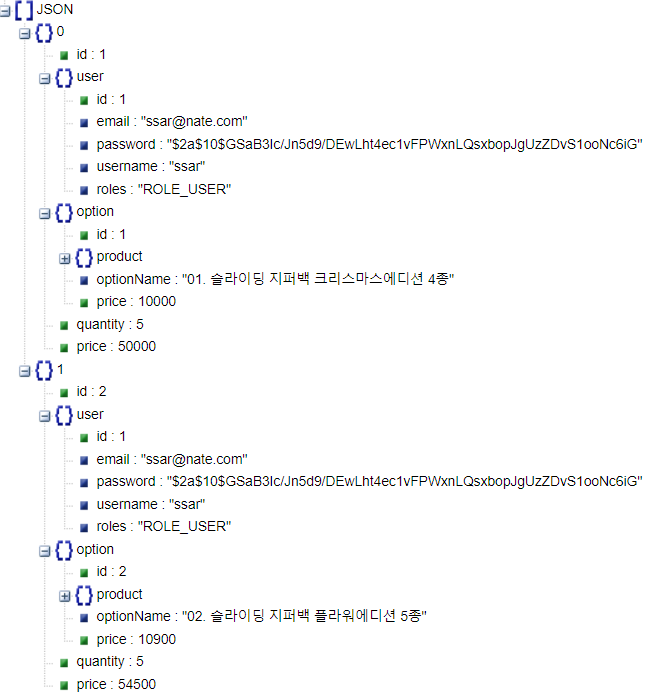 JSON
0
id : 1
user
id : 1
email : "ssar@nate.com"
password : "$2a$10$GSaB3Ic/Jn5d9/DEwLht4ec1vFPWxnLQsxbopJgUzZDvS1ooNc6iG"
username : "ssar"
roles : "ROLE_USER"
option
id : 1
product
optionName : "01. 슬라이딩 지퍼백 크리스마스에디션 4종"
price : 10000
quantity : 5
price : 50000
1
id : 2
user
id : 1
email : "ssar@nate.com"
password : "$2a$10$GSaB3Ic/Jn5d9/DEwLht4ec1vFPWxnLQsxbopJgUzZDvS1ooNc6iG"
username : "ssar"
roles : "ROLE_USER"
option
id : 2
product
optionName : "02. 슬라이딩 지퍼백 플라워에디션 5종"
price : 10900
quantity : 5
price : 54500